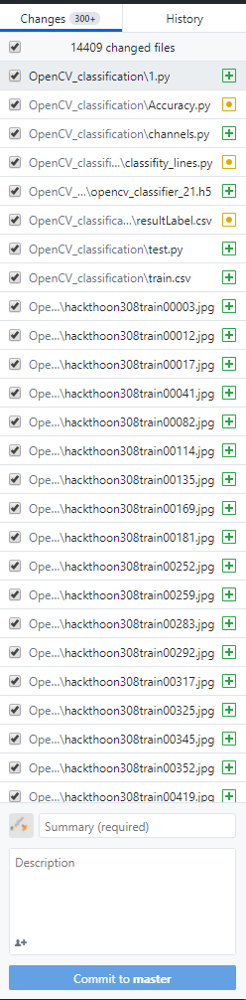 Changes 300+ History
14409 changed files
OpenCV_classification\1.py
OpenCV_classification\Accuracy.py
OpenCV_classification\channels.py
OpenCV_classifi...\classifity_lines.py
OpenCV_...\opencv_classifier_21.h5
OpenCV_classifica...\resultLabel.csv
OpenCV_classification\test.py
OpenCV_classification\train.csv
Ope...\hackthoon308train00003.jpg
Ope...\hackthoon308train00012.jpg
Ope...\hackthoon308train00017.jpg
Ope...\hackthoon308train00041.jpg
Ope...\hackthoon308train00082.jpg
Ope...\hackthoon308train00114.jpg
Ope...\hackthoon308train00135.jpg
Ope...\hackthoon308train00169.jpg
Ope...\hackthoon308train00181.jpg
Ope...\hackthoon308train00252.jpg
Ope...\hackthoon308train00259.jpg
Ope...\hackthoon308train00283.jpg
Ope...\hackthoon308train00292.jpg
Ope...\hackthoon308train00317.jpg
Ope...\hackthoon308train00325.jpg
Ope...\hackthoon308train00345.jpg
Ope...\hackthoon308train00352.jpg
Ope...\hackthoon308train00419.jpg
Summary (required)
Description
Commit to master